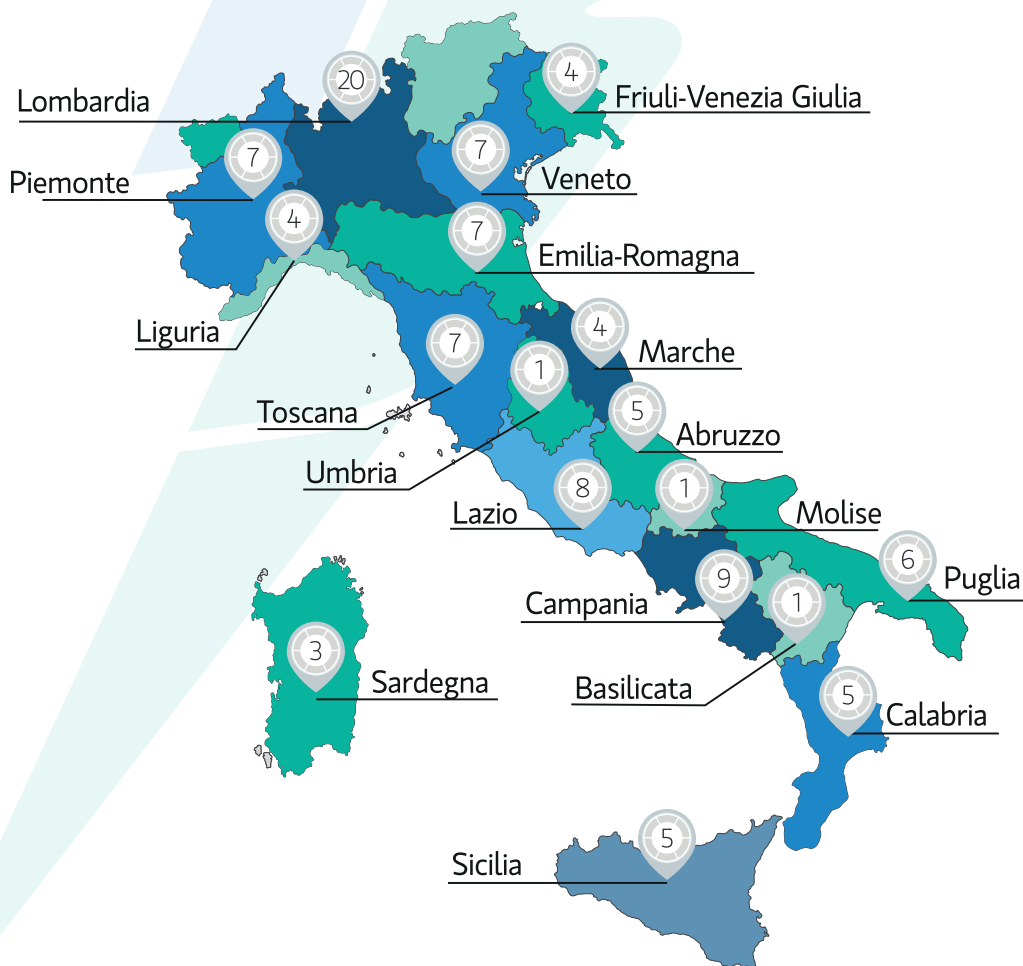 20
4
Lombardia
Friuli-Venezia Giulia
7
7
Piemonte
Veneto
4
7
Emilia-Romagna
Liguria
4
7
Marche
1
Toscana
5
Abruzzo
Umbria
8
1
Lazio
Molise
6
9
Puglia
Campania
1
3
Sardegna
Basilicata
5
Calabria
5
Sicilia